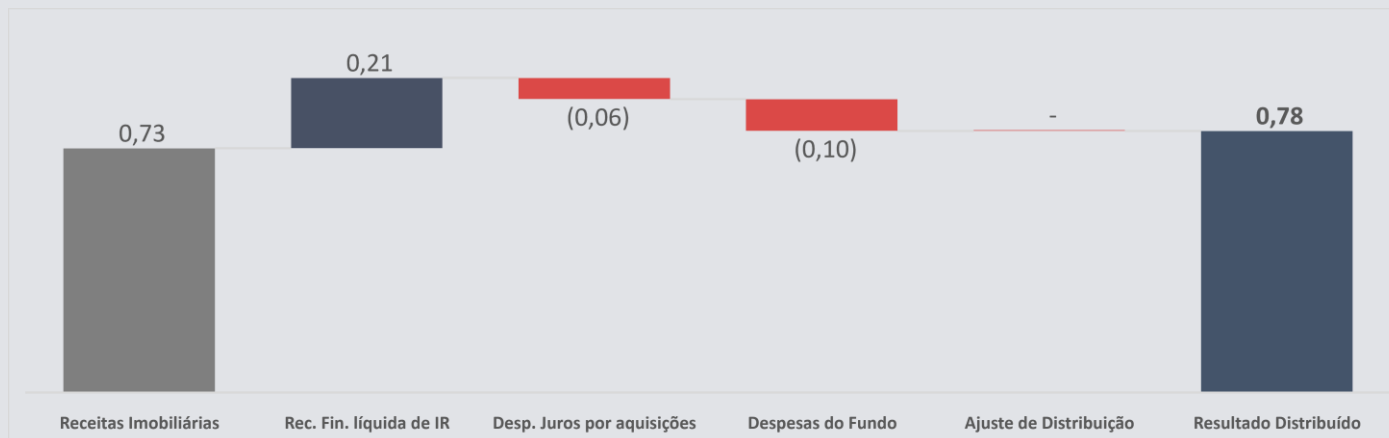 0,21
0,73
(0,06)
(0,10)
-
0,78
Receitas Imobiliárias
Rec. Fin. líquida de IR
Desp. Juros por aquisições
Despesas do Fundo
Ajuste de Distribuição
Resultado Distribuído